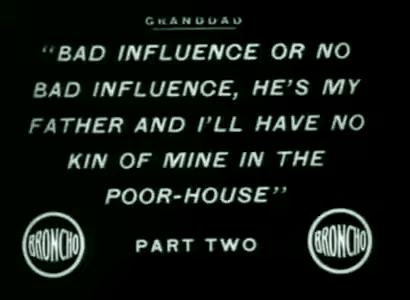 GRANDDAD
"BAD INFLUENCE OR NO
BAD INFLUENCE, HE'S MY
FATHER AND I'LL HAVE NO
KIN OF MINE IN THE
POOR-HOUSE"
BRONCHO PART TWO BRONCHO